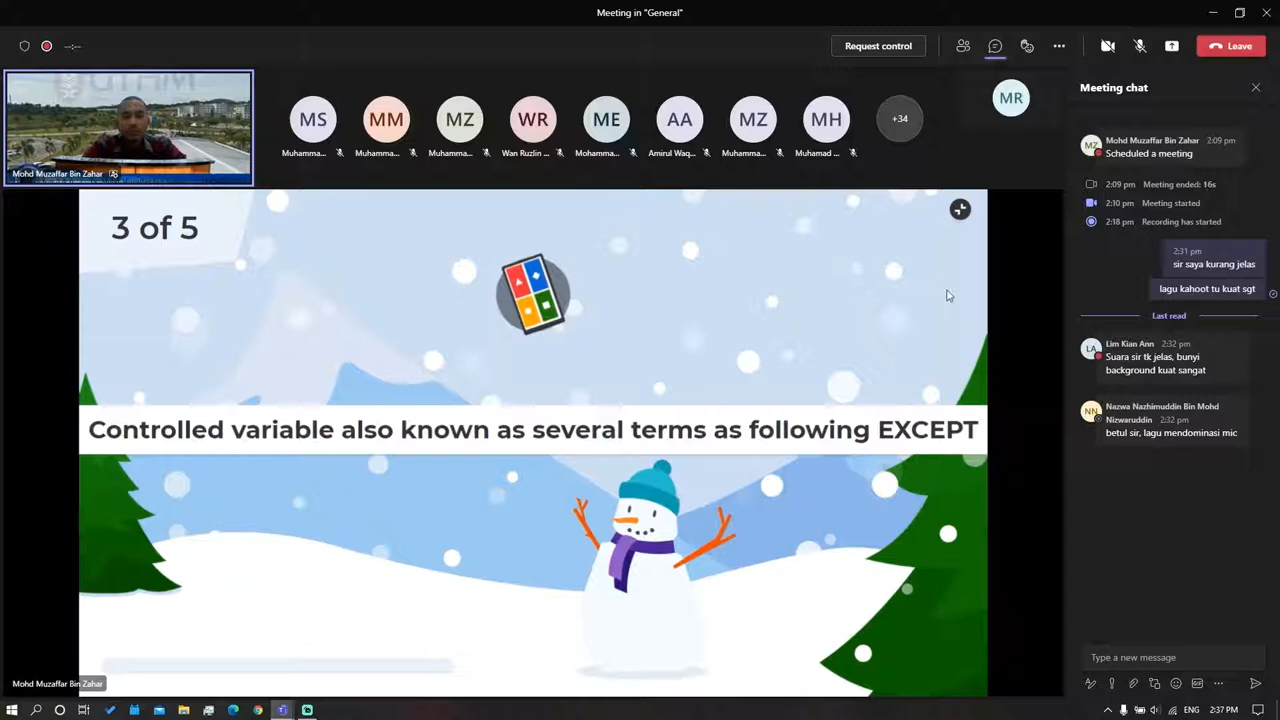 Meeting in "General"
Request control
Leave
Mohd Muzaffar Bin Zahar
MS
MM
MZ
WR
ME
AA
MZ
MH
+34
MR
Muhamma...
Muhamma...
Muhamma...
Wan Ruzlin ...
Mohamma...
Amirul Waq...
Muhamma...
Muhamad ...
3 of 5
Controlled variable also known as several terms as following EXCEPT
Mohd Muzaffar Bin Zahar
Meeting chat
MZ
Mohd Muzaffar Bin Zahar 2:09 pm
Scheduled a meeting
2:09 pm Meeting ended: 16s
2:10 pm Meeting started
2:18 pm Recording has started
2:31 pm
sir saya kurang jelas
lagu kahoot tu kuat sgt
Last read
LA
Lim Kian Ann 2:32 pm
Suara sir tk jelas, bunyi
background kuat sangat
NN
Nazwa Nazhimuddin Bin Mohd
Nizwaruddin 2:32 pm
betul sir, lagu mendominasi mic
Type a new message
GIF
ENG 2:37 PM